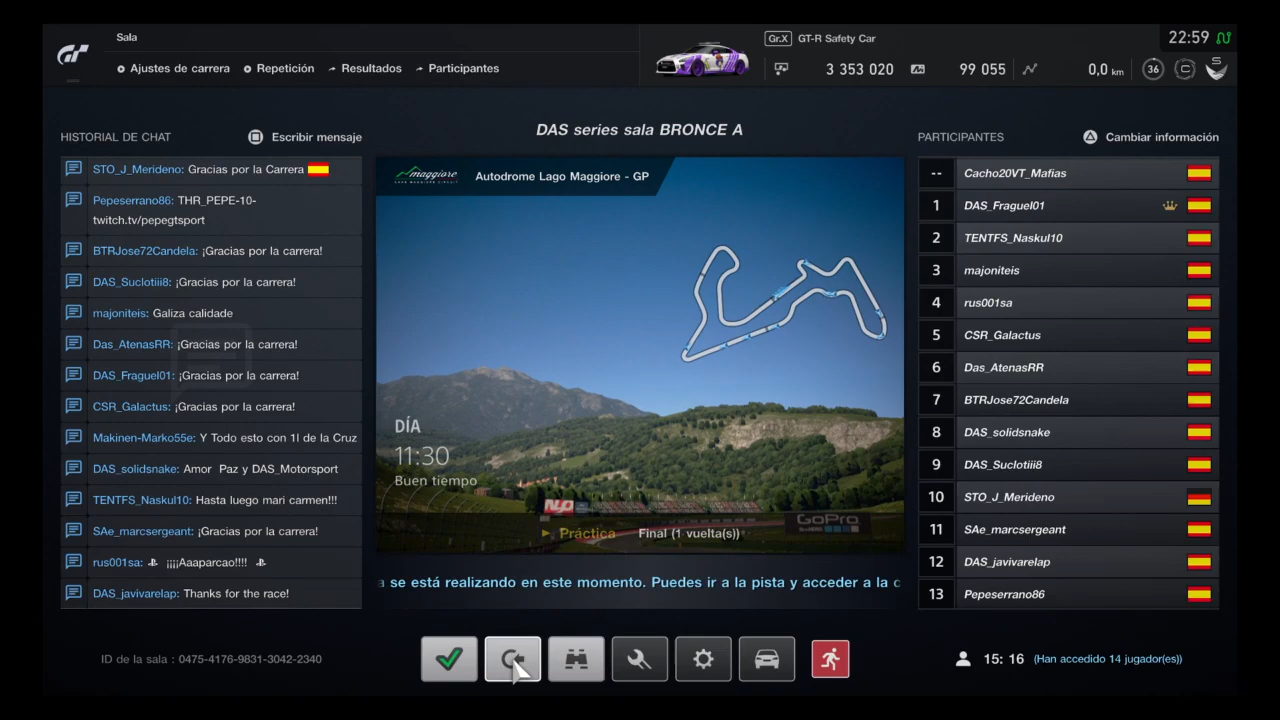 Sala
Ajustes de carrera
Repetición
Resultados
Participantes
Gr.X GT-R Safety Car
3 353 020
99 055
0,0 km
36
S
22:59
HISTORIAL DE CHAT
Escribir mensaje
STO_J_Merideno: Gracias por la Carrera
Pepeserrano86: THR_PEPE-10-
twitch.tv/pepegtsport
BTRJose72Candela: ¡Gracias por la carrera!
DAS_Suclotiii8: ¡Gracias por la carrera!
majoniteis: Galiza calidade
Das_AtenasRR: ¡Gracias por la carrera!
DAS_Fraguel01: ¡Gracias por la carrera!
CSR_Galactus: ¡Gracias por la carrera!
Makinen-Marko55e: Y Todo esto con 1l de la Cruz
DAS_solidsnake: Amor Paz y DAS_Motorsport
TENTFS_Naskul10: Hasta luego mari carmen!!!
SAe_marcsergeant: ¡Gracias por la carrera!
rus001sa: ¡¡¡¡Aaaparcao!!!!
DAS_javivarelap: Thanks for the race!
DAS series sala BRONCE A
maggiore
LAKE MAGGIORE CIRCUIT
Autodrome Lago Maggiore - GP
DÍA
11:30
Buen tiempo
GoPro
Práctica
Final (1 vuelta(s))
a se está realizando en este momento. Puedes ir a la pista y acceder a la c
PARTICIPANTES
Cambiar información
-- Cacho20VT_Mafias
1 DAS_Fraguel01
2 TENTFS_Naskul10
3 majoniteis
4 rus001sa
5 CSR_Galactus
6 Das_AtenasRR
7 BTRJose72Candela
8 DAS_solidsnake
9 DAS_Suclotiii8
10 STO_J_Merideno
11 SAe_marcsergeant
12 DAS_javivarelap
13 Pepeserrano86
ID de la sala : 0475-4176-9831-3042-2340
15: 16 (Han accedido 14 jugador(es))